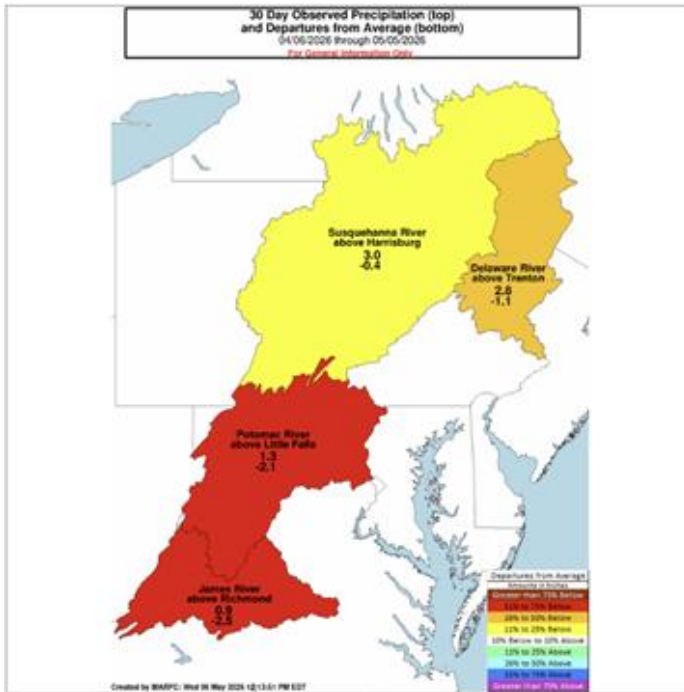 30 Day Observed Precipitation (top)
and Departures from Average (bottom)
04/06/2026 through 05/05/2026
For General Information Only
Susquehanna River
above Harrisburg
3.0
-0.4
Delaware River
above Trenton
2.8
-1.1
Potomac River
above Little Falls
1.3
-2.1
James River
above Richmond
0.9
-2.5
Departures from Average
Amounts in Inches
Greater than 75% Below
51% to 75% Below
26% to 50% Below
11% to 25% Below
10% Below to 10% Above
11% to 25% Above
26% to 50% Above
51% to 75% Above
Greater than 75% Above
Created by MARFC: Wed 06 May 2026 12:13:51 PM EDT